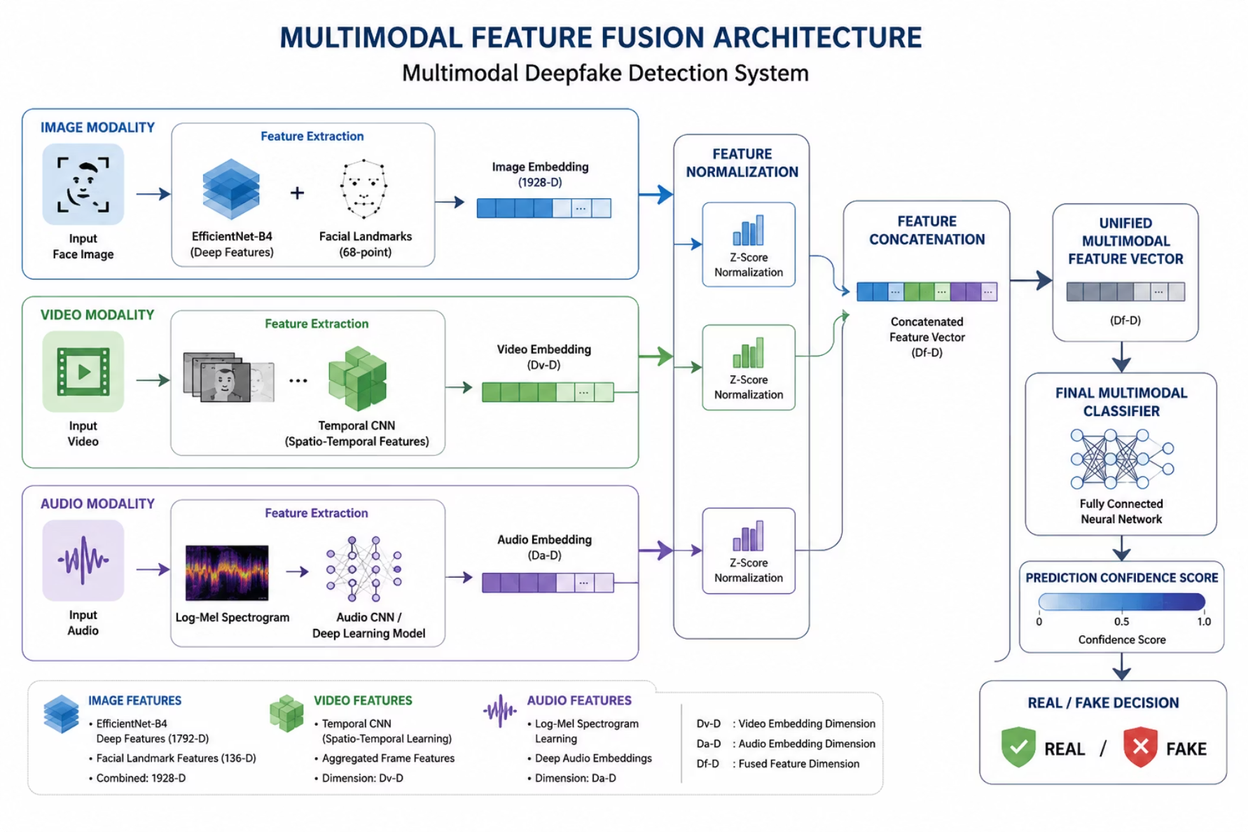 MULTIMODAL FEATURE FUSION ARCHITECTURE
Multimodal Deepfake Detection System
IMAGE MODALITY
Input
Face Image
Feature Extraction
+
EfficientNet-B4
(Deep Features)
Facial Landmarks
(68-point)
Image Embedding
(1928-D)
...
VIDEO MODALITY
Input
Video
Feature Extraction
...
Temporal CNN
(Spatio-Temporal Features)
Video Embedding
(Dv-D)
...
AUDIO MODALITY
Input
Audio
Feature Extraction
Log-Mel Spectrogram
Audio CNN /
Deep Learning Model
Audio Embedding
(Da-D)
...
FEATURE
NORMALIZATION
Z-Score
Normalization
Z-Score
Normalization
Z-Score
Normalization
FEATURE
CONCATENATION
... ... ...
Concatenated
Feature Vector
(Df-D)
UNIFIED
MULTIMODAL
FEATURE VECTOR
...
(Df-D)
FINAL MULTIMODAL
CLASSIFIER
Fully Connected
Neural Network
PREDICTION CONFIDENCE SCORE
0 0.5 1.0
Confidence Score
REAL / FAKE DECISION
REAL / FAKE
IMAGE FEATURES
• EfficientNet-B4
Deep Features (1792-D)
• Facial Landmark Features (136-D)
• Combined: 1928-D
VIDEO FEATURES
• Temporal CNN
(Spatio-Temporal Learning)
• Aggregated Frame Features
• Dimension: Dv-D
AUDIO FEATURES
• Log-Mel Spectrogram
Learning
• Deep Audio Embeddings
• Dimension: Da-D
Dv-D : Video Embedding Dimension
Da-D : Audio Embedding Dimension
Df-D : Fused Feature Dimension